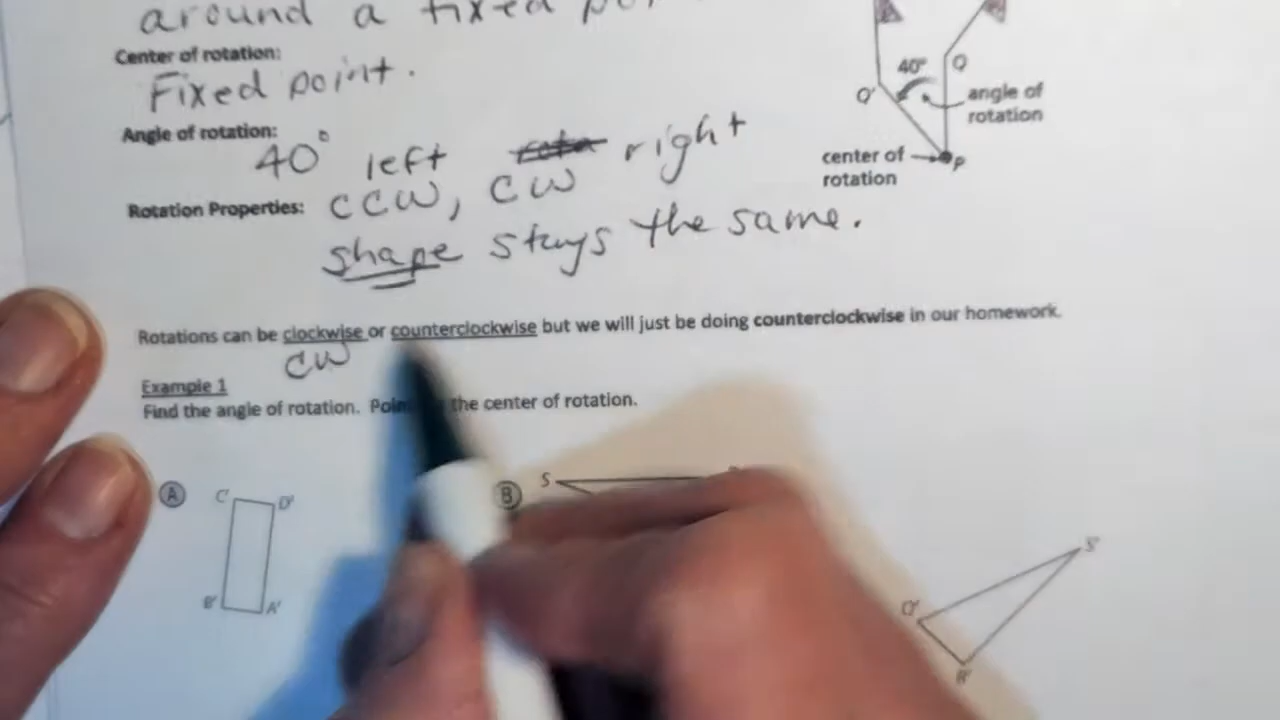 around a fixed
Center of rotation:
Fixed point.
Angle of rotation:
40° left right
Rotation Properties: CCW, CW
shape stays the same.
40°
Q
Q'
angle of
rotation
center of
rotation
P
Rotations can be clockwise or counterclockwise but we will just be doing counterclockwise in our homework.
CW
Example 1
Find the angle of rotation. the center of rotation.
A
C'
D'
B'
A'
B
S
S'
Q'
R'